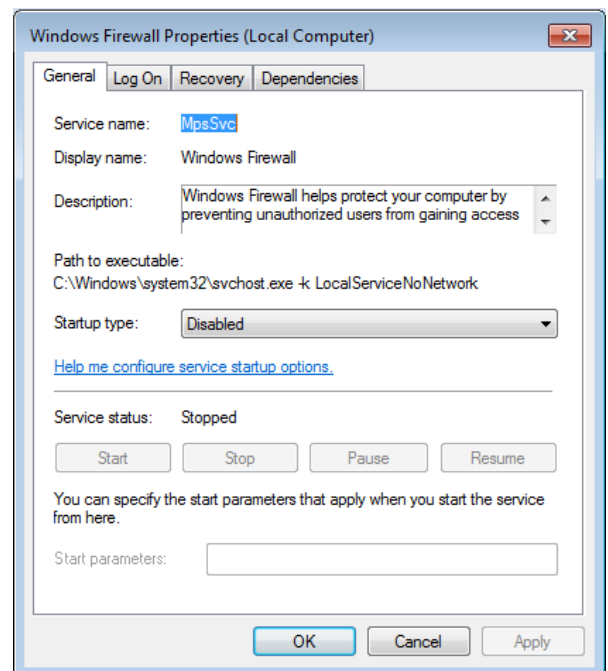 Windows Firewall Properties (Local Computer)
General Log On Recovery Dependencies
Service name: MpsSvc
Display name: Windows Firewall
Description: Windows Firewall helps protect your computer by
preventing unauthorized users from gaining access
Path to executable:
C:\Windows\system32\svchost.exe -k LocalServiceNoNetwork
Startup type: Disabled
Help me configure service startup options.
Service status: Stopped
Start Stop Pause Resume
You can specify the start parameters that apply when you start the service
from here.
Start parameters:
OK Cancel Apply